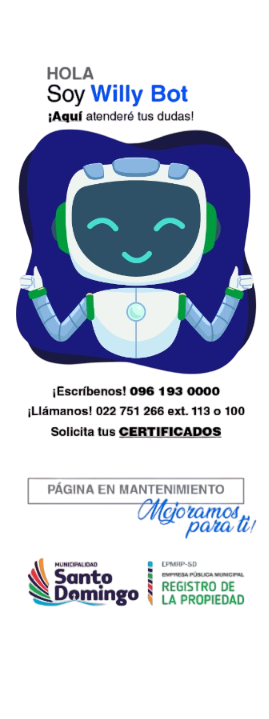 HOLA
Soy Willy Bot
¡Aquí atenderé tus dudas!
¡Escríbenos! 096 193 0000
¡Llámanos! 022 751 266 ext. 113 o 100
Solicita tus CERTIFICADOS
PÁGINA EN MANTENIMIENTO
Mejoramos
para ti!
MUNICIPALIDAD
Santo
Domingo
EPMRP-SD
EMPRESA PÚBLICA MUNICIPAL
REGISTRO DE
LA PROPIEDAD